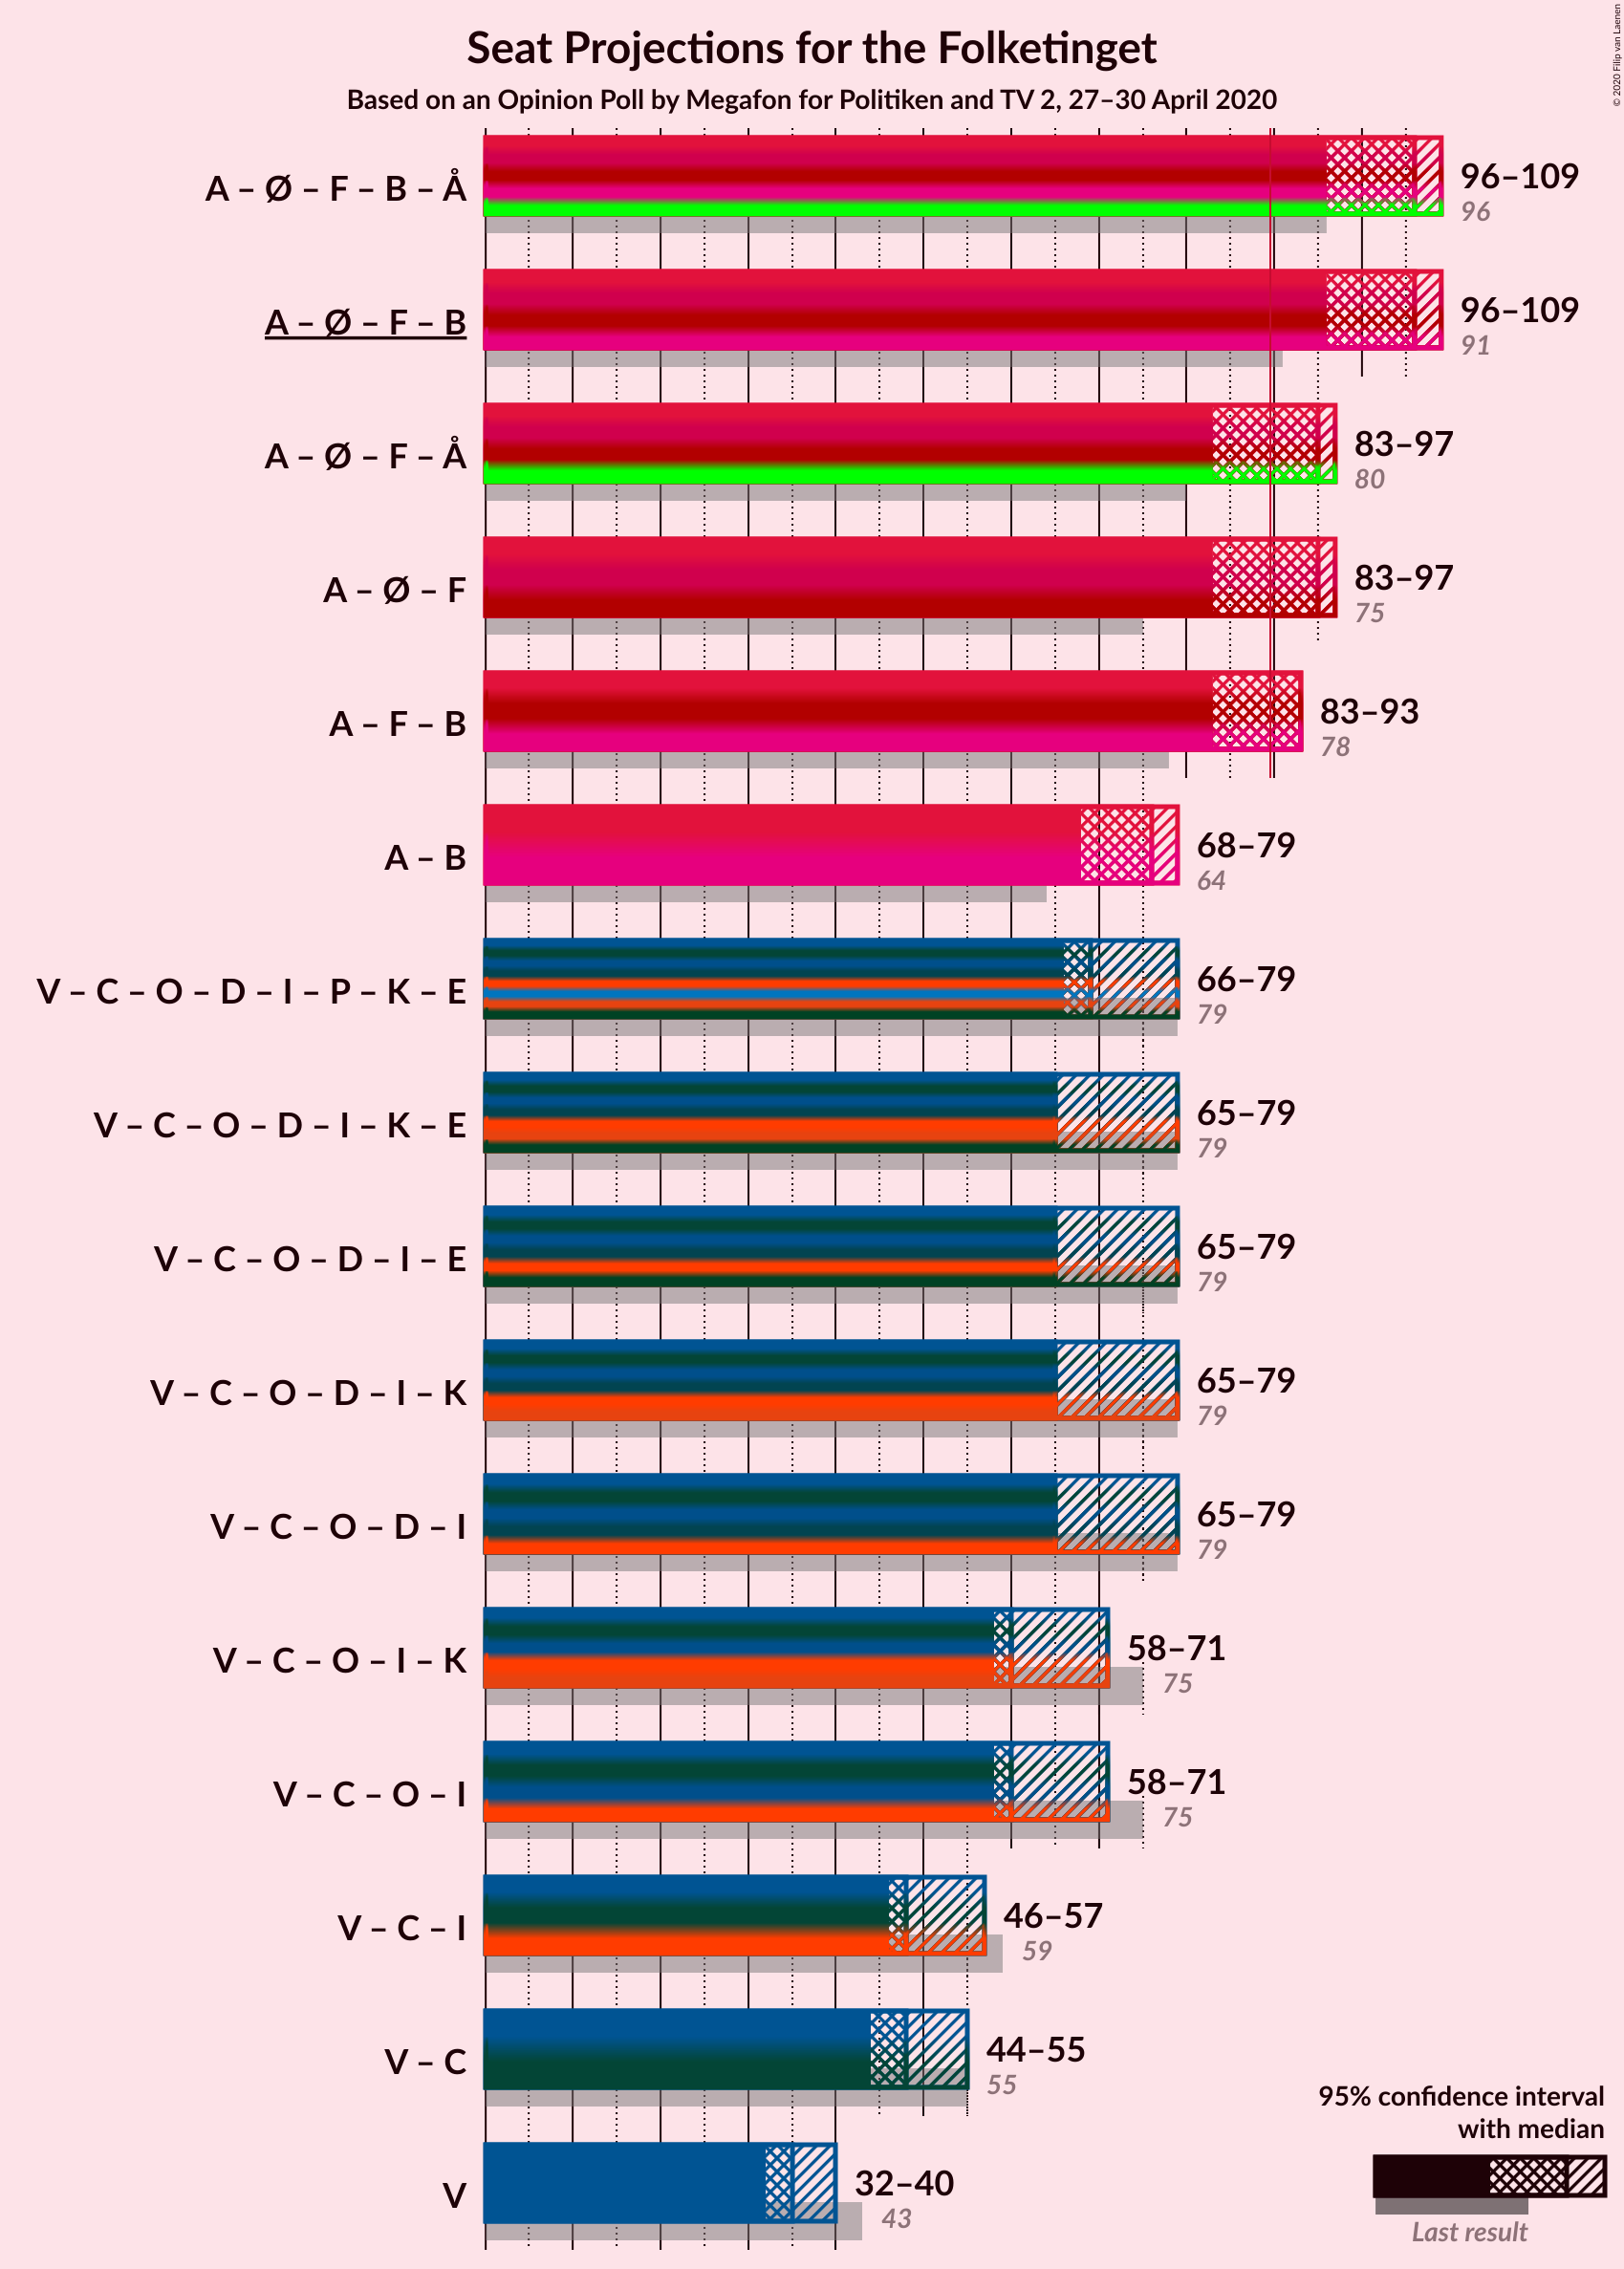 Seat Projections for the Folketinget
Based on an Opinion Poll by Megafon for Politiken and TV 2, 27–30 April 2020
© 2020 Filip van Laenen
A – Ø – F – B – Å
96–109
96
A – Ø – F – B
96–109
91
A – Ø – F – Å
83–97
80
A – Ø – F
83–97
75
A – F – B
83–93
78
A – B
68–79
64
V – C – O – D – I – P – K – E
66–79
79
V – C – O – D – I – K – E
65–79
79
V – C – O – D – I – E
65–79
79
V – C – O – D – I – K
65–79
79
V – C – O – D – I
65–79
79
V – C – O – I – K
58–71
75
V – C – O – I
58–71
75
V – C – I
46–57
59
V – C
44–55
55
V
32–40
43
95% confidence interval
with median
Last result